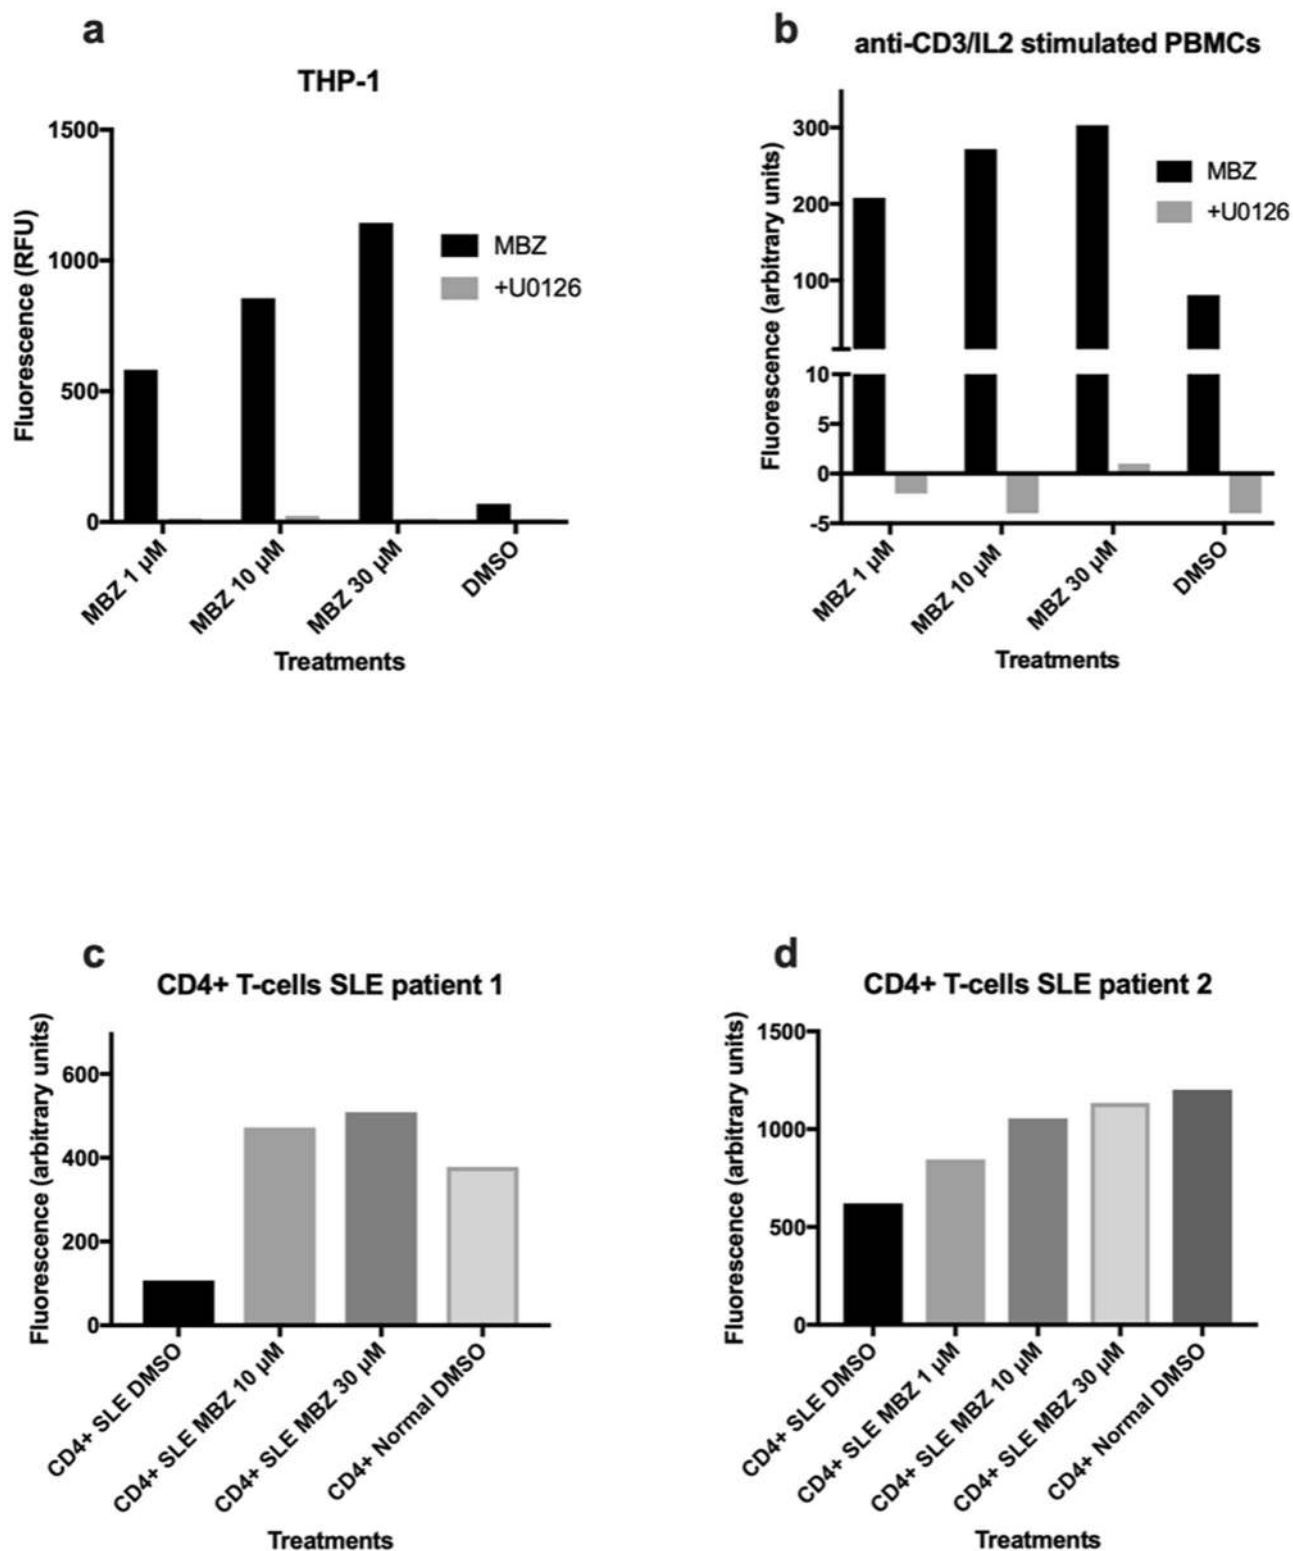 a
THP-1
Fluorescence (RFU)
1500
1000
500
0
MBZ
+U0126
MBZ 1 μM
MBZ 10 μM
MBZ 30 μM
DMSO
Treatments
b
anti-CD3/IL2 stimulated PBMCs
Fluorescence (arbitrary units)
300
200
100
10
5
0
-5
MBZ
+U0126
MBZ 1 μM
MBZ 10 μM
MBZ 30 μM
DMSO
Treatments
c
CD4+ T-cells SLE patient 1
Fluorescence (arbitrary units)
600
400
200
0
CD4+ SLE DMSO
CD4+ SLE MBZ 10 μM
CD4+ SLE MBZ 30 μM
CD4+ Normal DMSO
Treatments
d
CD4+ T-cells SLE patient 2
Fluorescence (arbitrary units)
1500
1000
500
0
CD4+ SLE DMSO
CD4+ SLE MBZ 1 μM
CD4+ SLE MBZ 10 μM
CD4+ SLE MBZ 30 μM
CD4+ Normal DMSO
Treatments